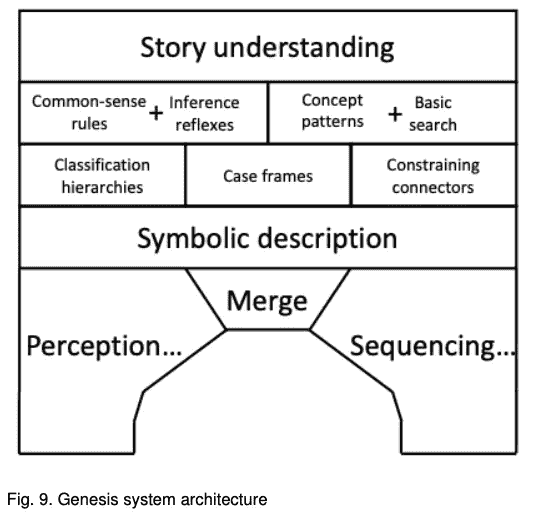 Story understanding
Common-sense rules + Inference reflexes
Concept patterns + Basic search
Classification hierarchies
Case frames
Constraining connectors
Symbolic description
Merge
Perception...
Sequencing...
Fig. 9. Genesis system architecture